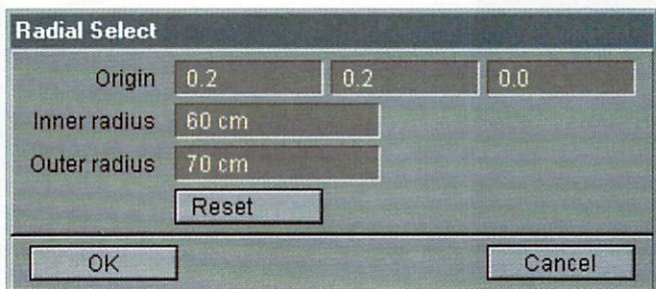 Radial Select
Origin 0.2 0.2 0.0
Inner radius 60 cm
Outer radius 70 cm
Reset
OK Cancel